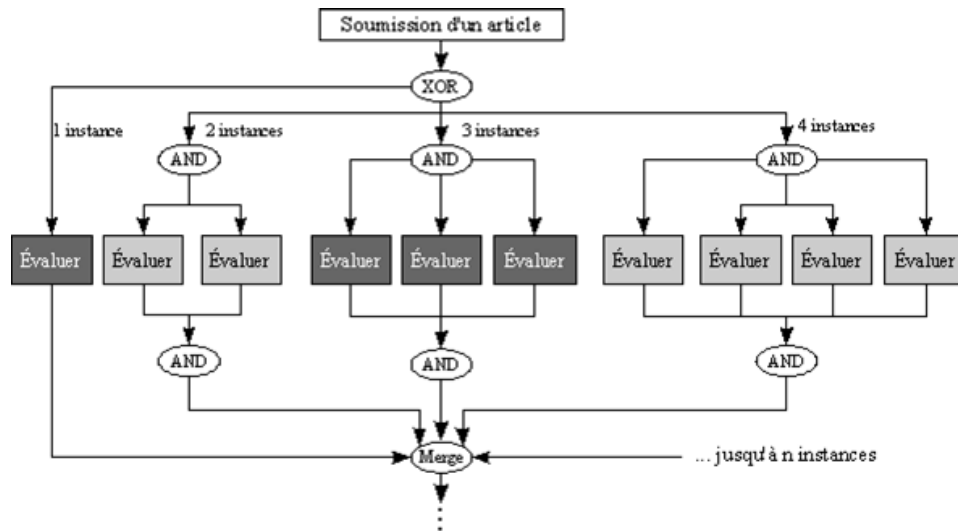 Soumission d'un article
XOR
1 instance
2 instances
3 instances
4 instances
AND
AND
AND
Évaluer
Évaluer
Évaluer
Évaluer
Évaluer
Évaluer
Évaluer
Évaluer
Évaluer
Évaluer
AND
AND
AND
Merge
... jusqu'à n instances